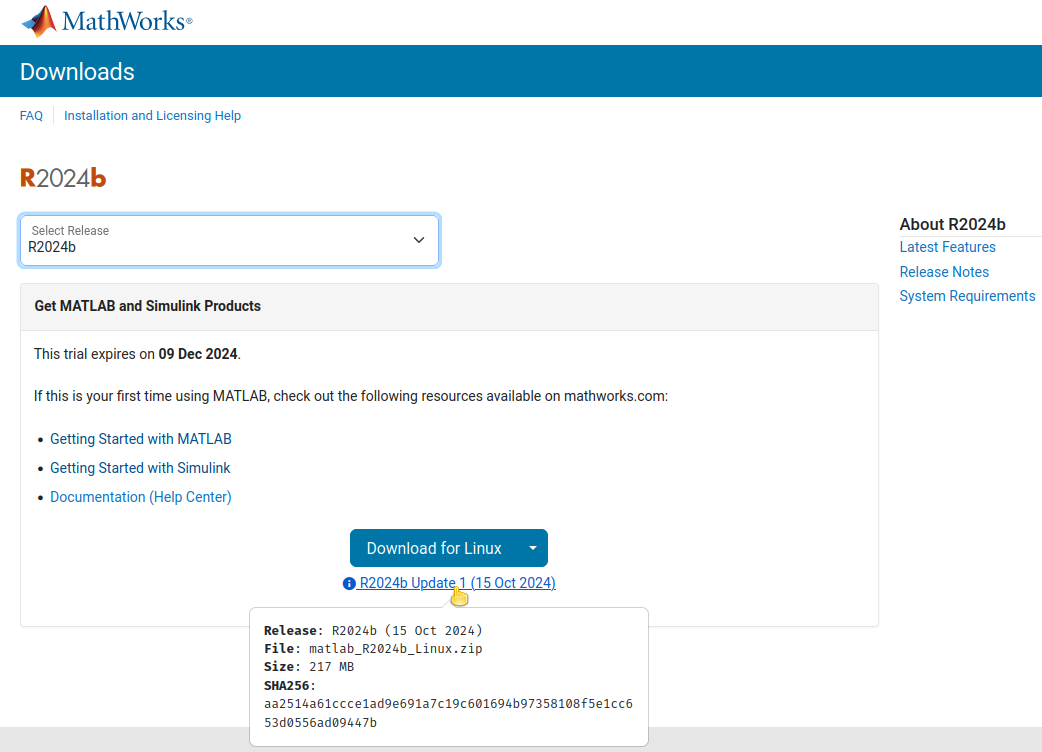 MathWorks®
Downloads
FAQ
Installation and Licensing Help
R2024b
Select Release
R2024b
Get MATLAB and Simulink Products
This trial expires on 09 Dec 2024.
If this is your first time using MATLAB, check out the following resources available on mathworks.com:
• Getting Started with MATLAB
• Getting Started with Simulink
• Documentation (Help Center)
Download for Linux
R2024b Update 1 (15 Oct 2024)
Release: R2024b (15 Oct 2024)
File: matlab_R2024b_Linux.zip
Size: 217 MB
SHA256:
aa2514a61ccce1ad9e691a7c19c601694b97358108f5e1cc6
53d0556ad09447b
About R2024b
Latest Features
Release Notes
System Requirements